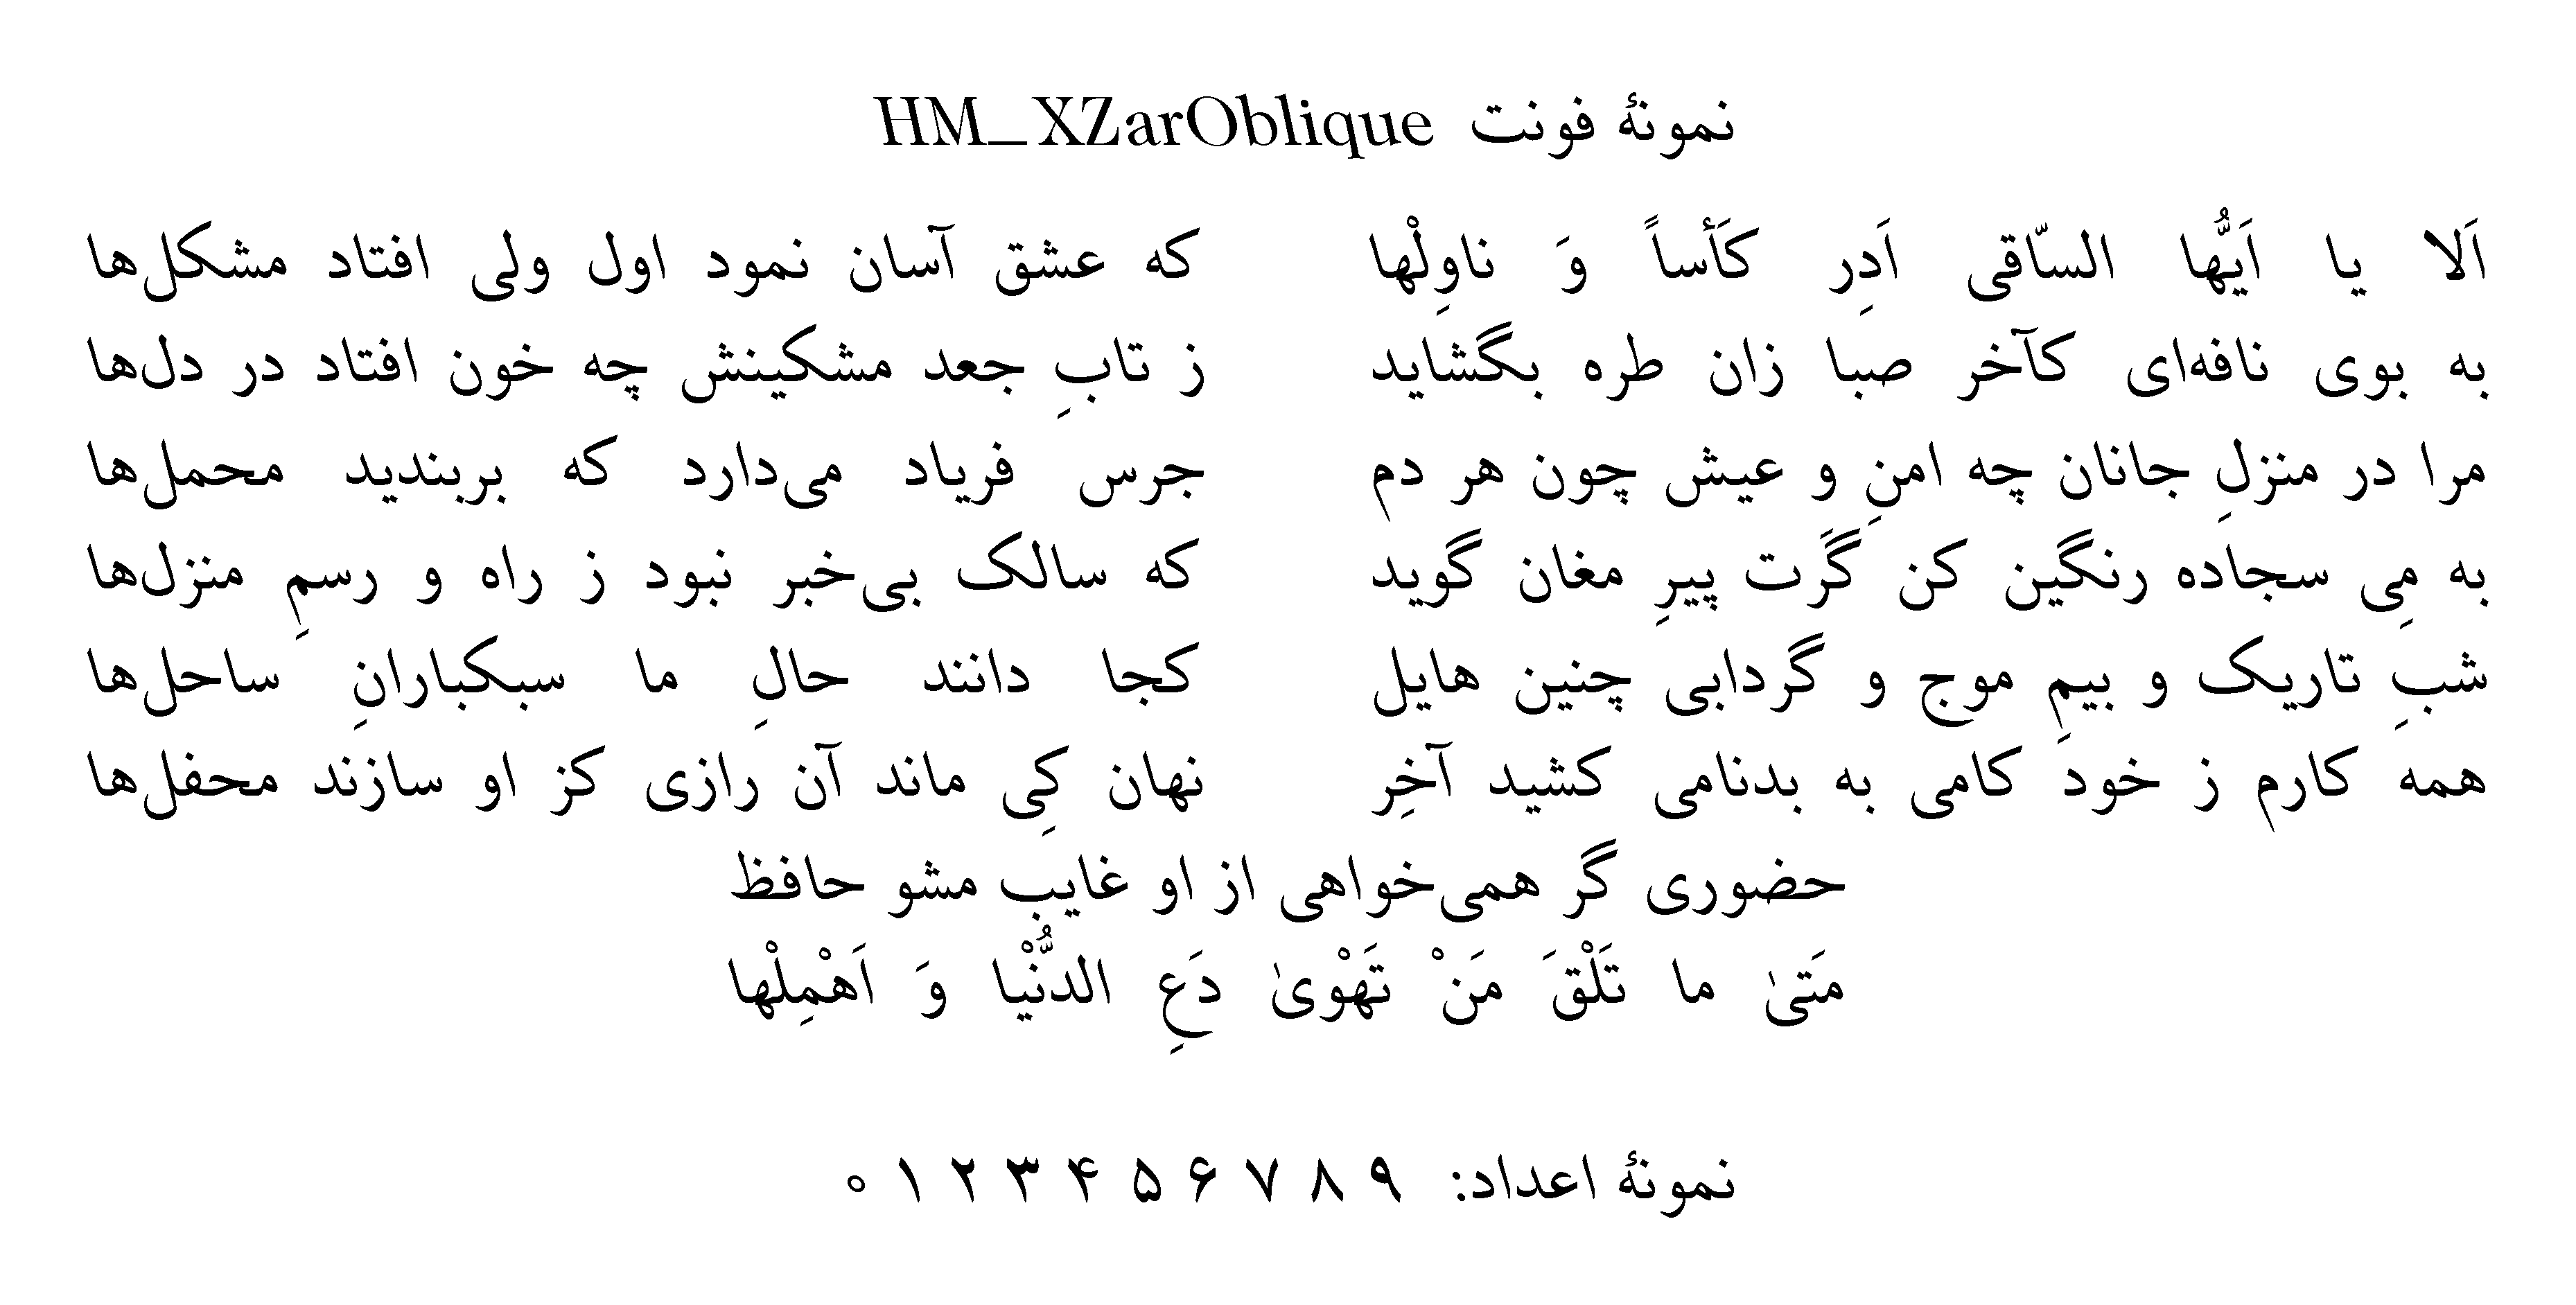 نمونهٔ فونت HM_XZarOblique
اَلا یا اَیُّها السّاقی اَدِر کَأساً وَ ناوِلْها که عشق آسان نمود اول ولی افتاد مشکل‌ها
به بوی نافه‌ای کآخر صبا زان طره بگشاید ز تابِ جعد مشکینش چه خون افتاد در دل‌ها
مرا در منزلِ جانان چه امنِ و عیش چون هر دم جرس فریاد می‌دارد که بربندید محمل‌ها
به مِی سجاده رنگین کن گَرت پیرِ مغان گوید که سالک بی‌خبر نبود ز راه و رسمِ منزل‌ها
شبِ تاریک و بیمِ موج و گردابی چنین هایل کجا دانند حالِ ما سبکبارانِ ساحل‌ها
همه کارم ز خود کامی به بدنامی کشید آخِر نهان کِی ماند آن رازی کز او سازند محفل‌ها
حضوری گر همی‌خواهی از او غایب مشو حافظ
مَتیٰ ما تَلْقَ مَنْ تَهْویٰ دَعِ الدُّنْیا وَ اَهْمِلْها
نمونهٔ اعداد: ۹ ۸ ۷ ۶ ۵ ۴ ۳ ۲ ۱ ۰